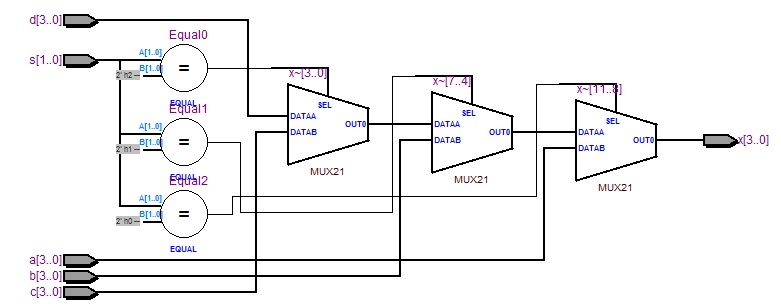 d[3..0]
s[1..0]
Equal0
A[1..0]
2' h2 --
B[1..0]
=
EQUAL
Equal1
A[1..0]
2' h1 --
B[1..0]
=
EQUAL
Equal2
A[1..0]
2' h0 --
B[1..0]
=
EQUAL
x~[3..0]
SEL
DATAA
DATAB
OUT0
MUX21
x~[7..4]
SEL
DATAA
DATAB
OUT0
MUX21
x~[11..8]
SEL
DATAA
DATAB
OUT0
MUX21
x[3..0]
a[3..0]
b[3..0]
c[3..0]